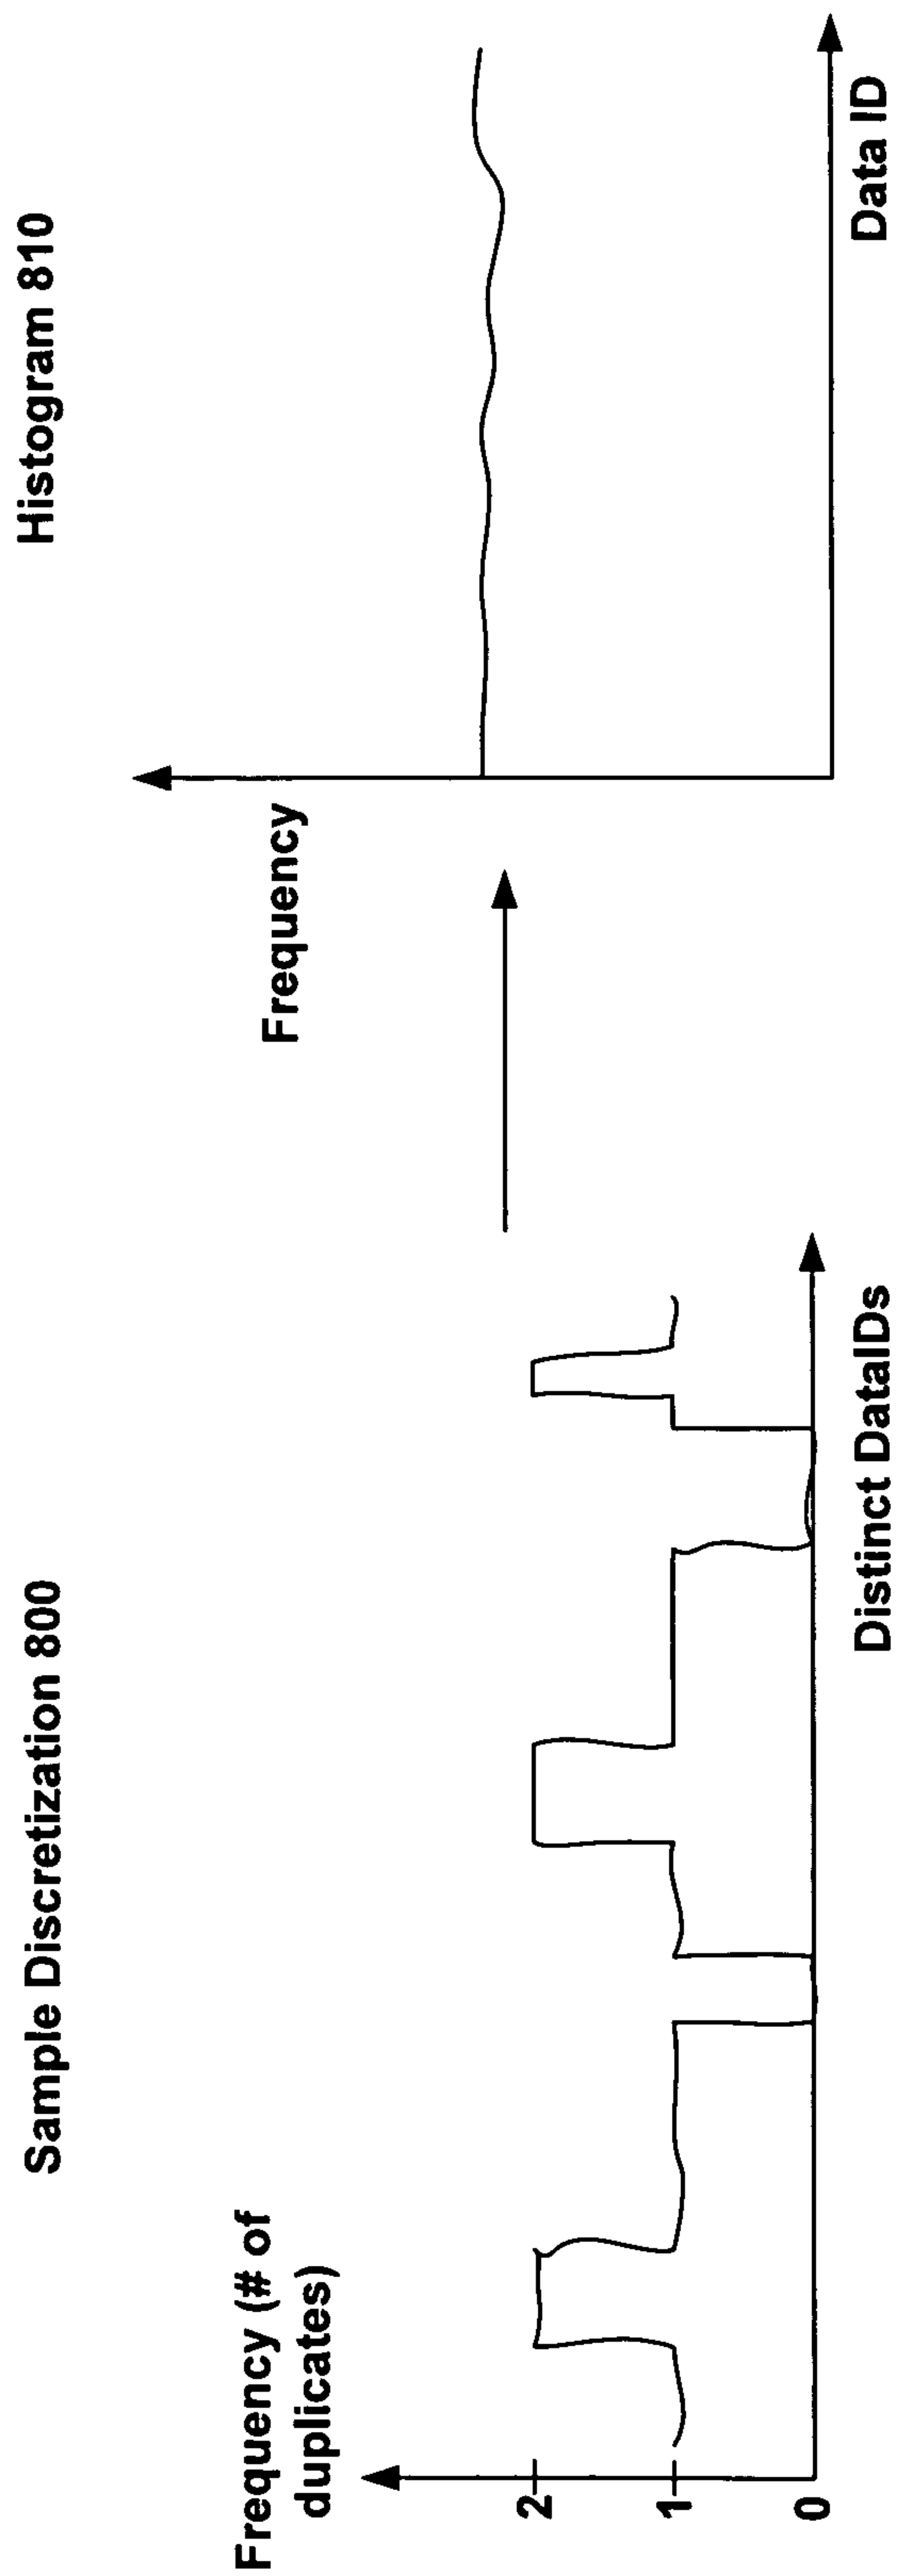 Sample Discretization 800
Frequency (# of
duplicates)
2
1
0
Distinct DataIDs
Histogram 810
Frequency
Data ID